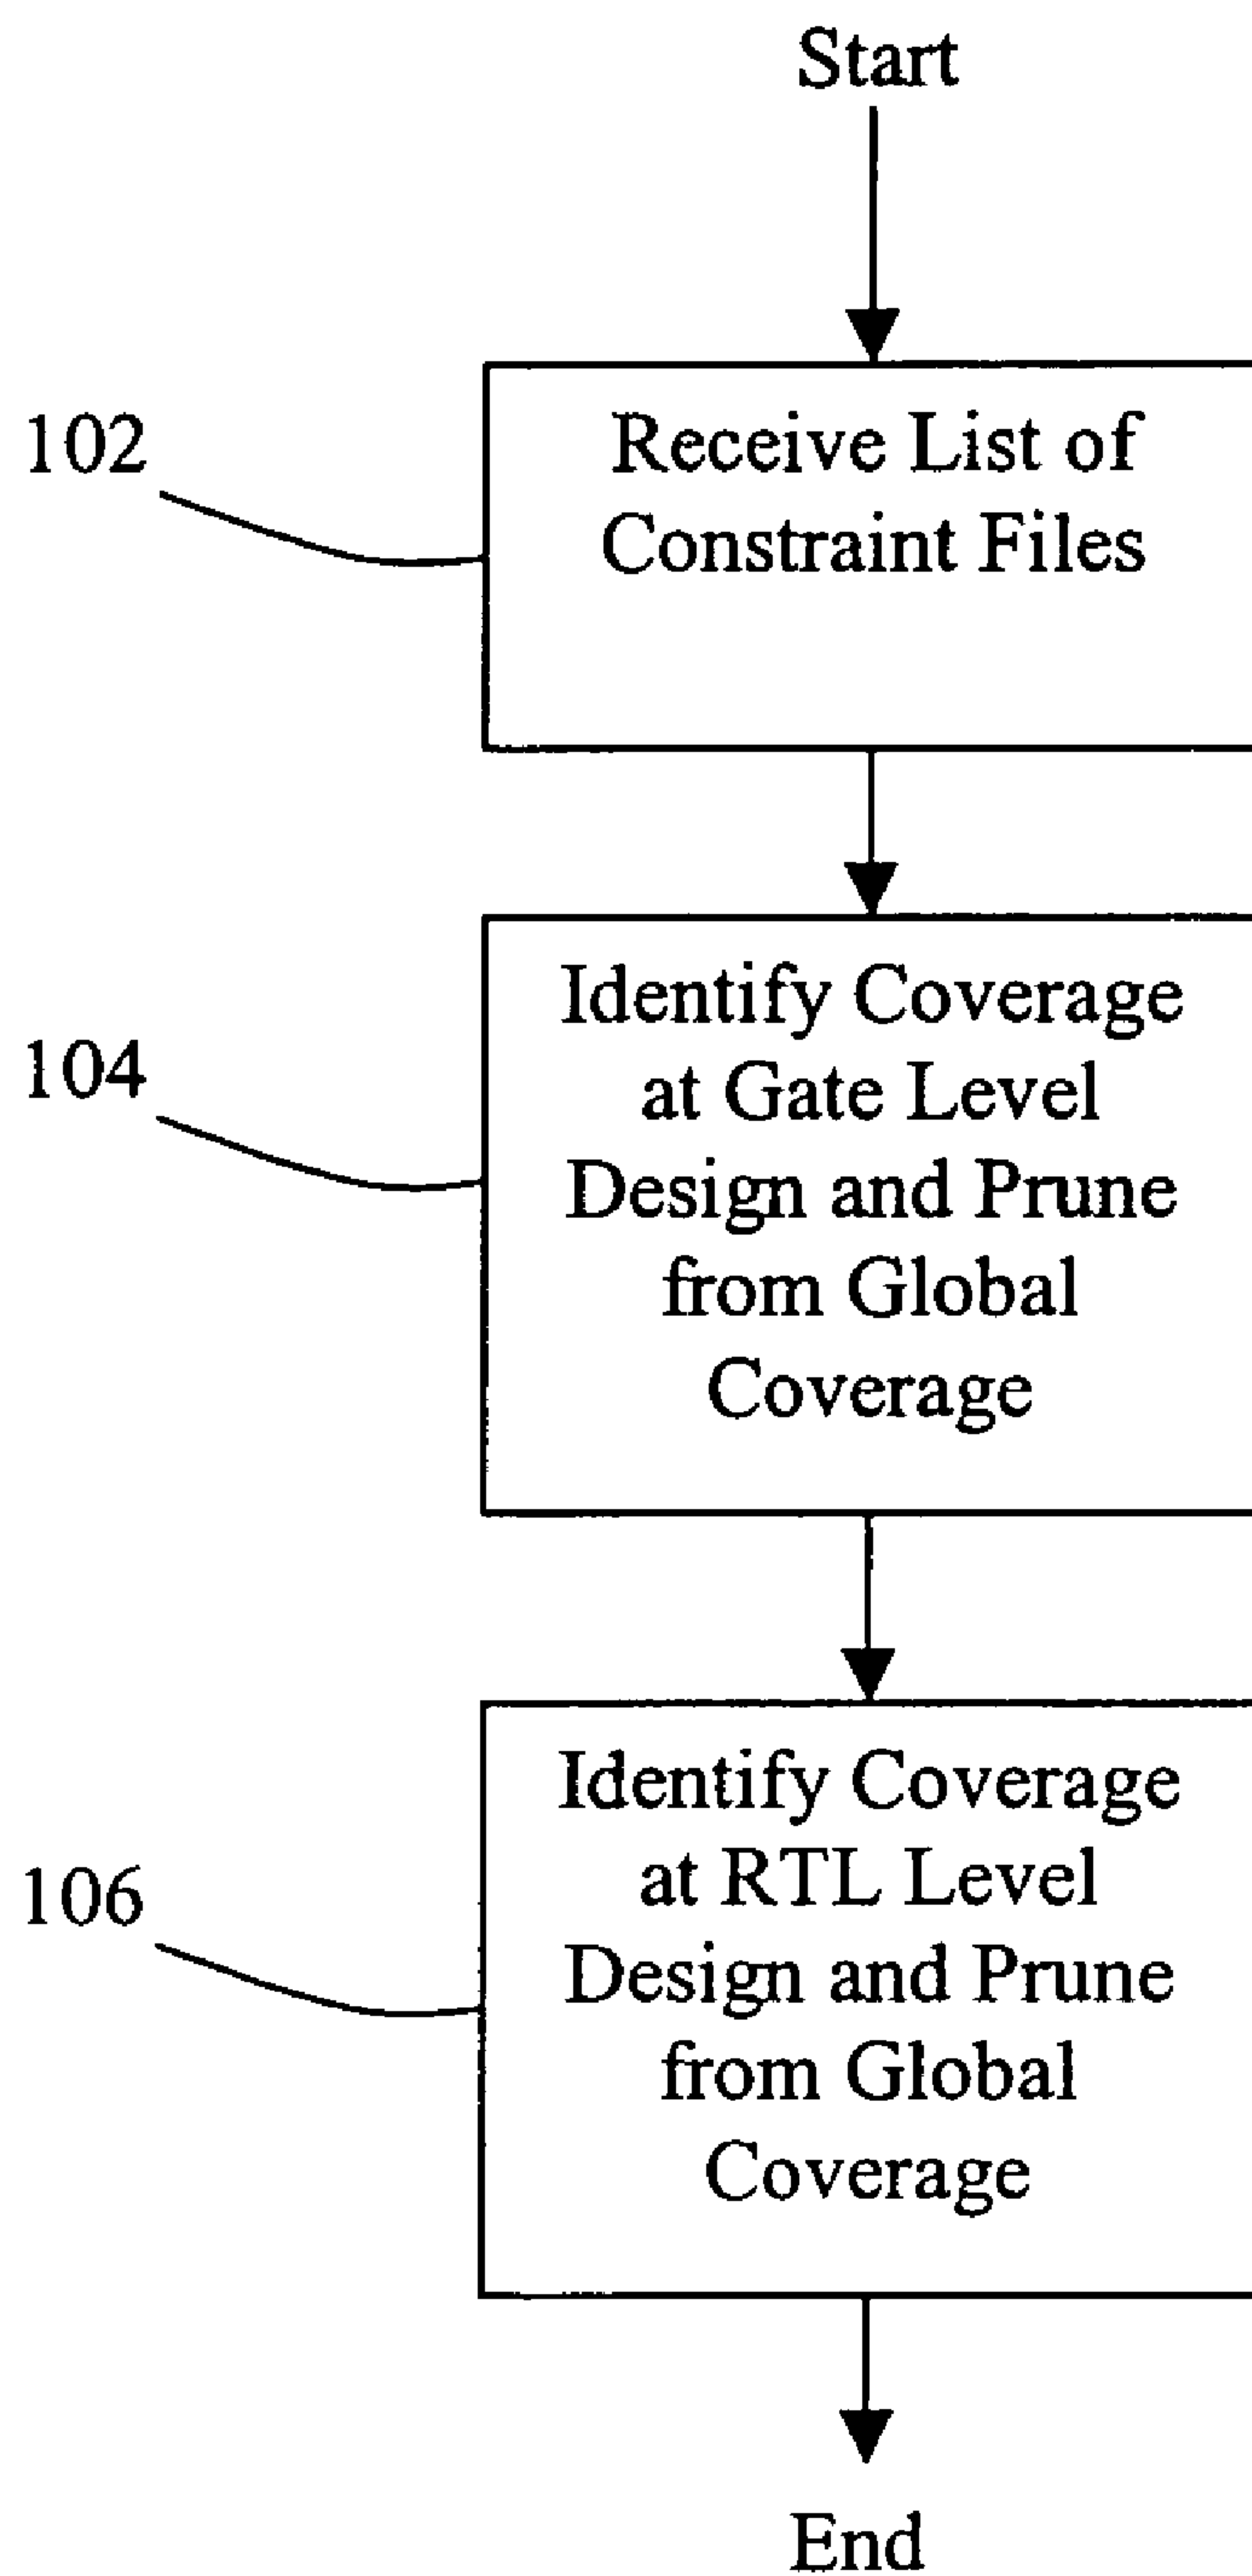 Start
102
Receive List of
Constraint Files
104
Identify Coverage
at Gate Level
Design and Prune
from Global
Coverage
106
Identify Coverage
at RTL Level
Design and Prune
from Global
Coverage
End